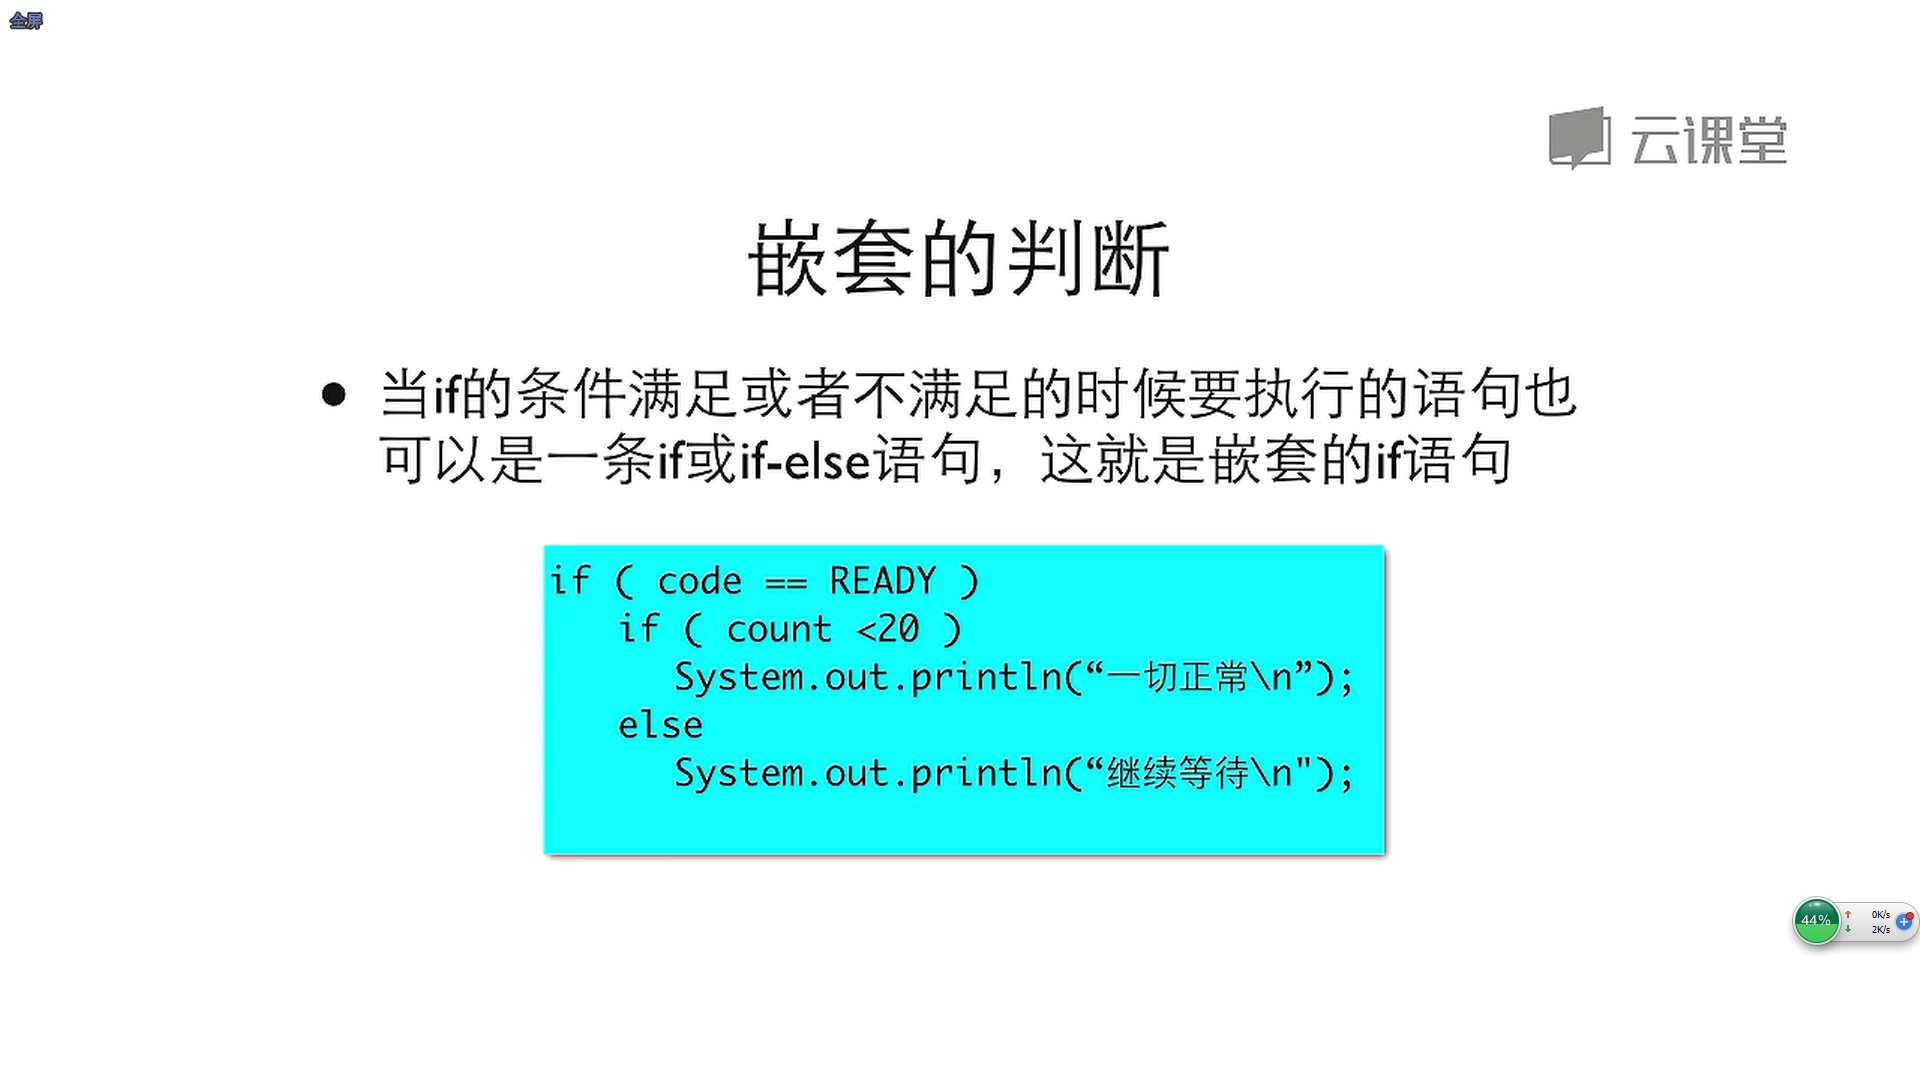 全屏
云课堂
嵌套的判断
● 当if的条件满足或者不满足的时候要执行的语句也
可以是一条if或if-else语句，这就是嵌套的if语句
if ( code == READY )
if ( count <20 )
System.out.println(“一切正常\n”);
else
System.out.println(“继续等待\n");
44%
0K/s
2K/s